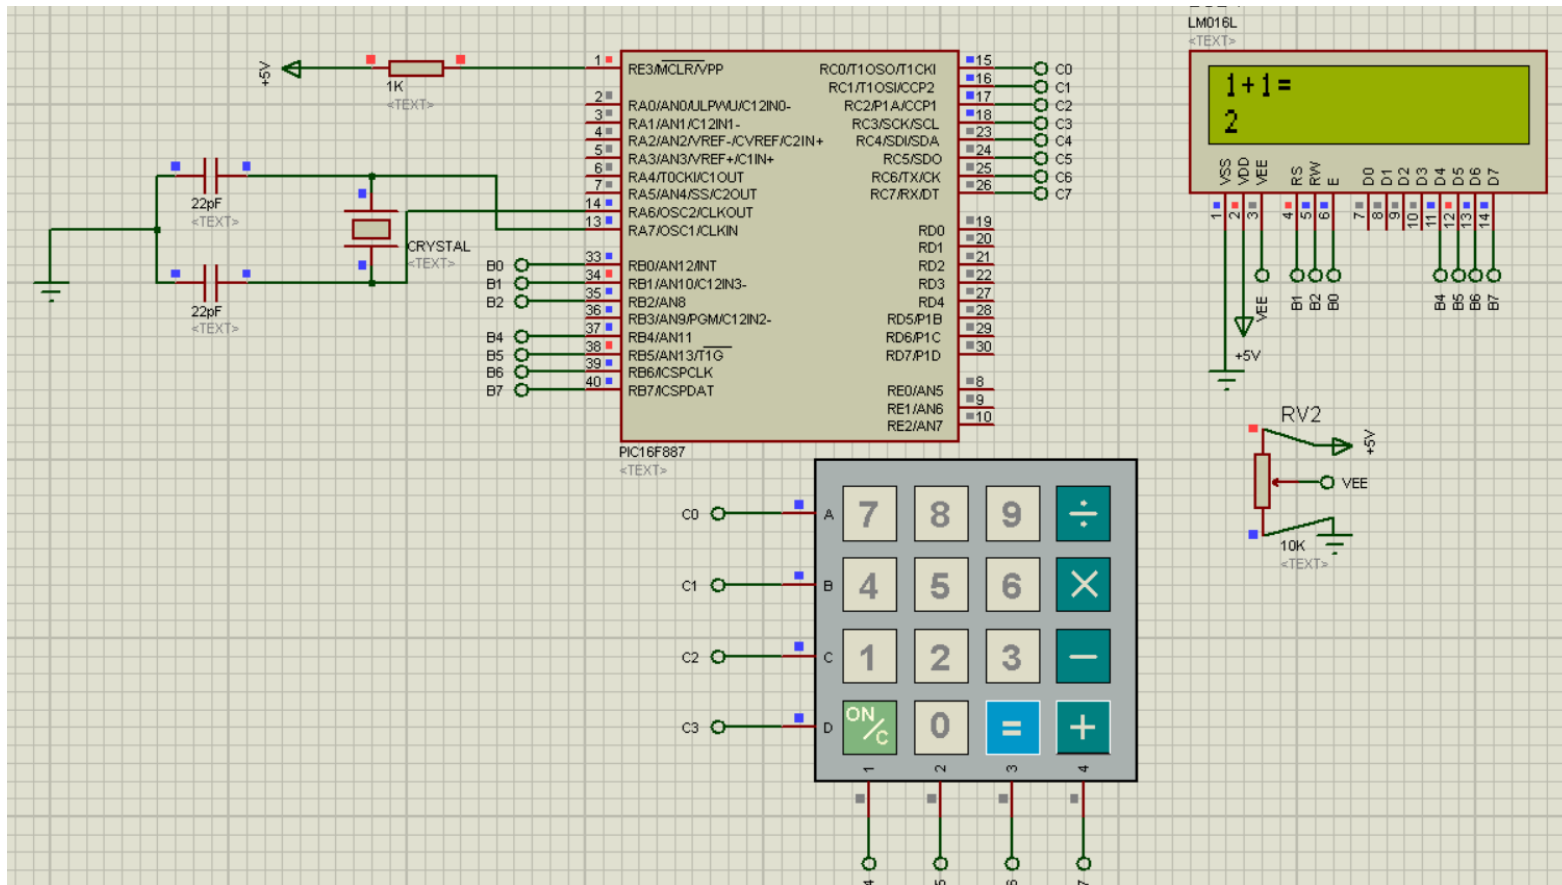 LM016L
<TEXT>
1+1=
2
VSS
VDD
VEE
RS
RW
E
D0
D1
D2
D3
D4
D5
D6
D7
1
2
3
4
5
6
7
8
9
10
11
12
13
14
VEE
B1
B2
B0
B4
B5
B6
B7
+5V
+5V
1K
<TEXT>
22pF
<TEXT>
CRYSTAL
<TEXT>
22pF
<TEXT>
1 RE3/MCLR/VPP
2 RA0/AN0/ULPWU/C12IN0-
3 RA1/AN1/C12IN1-
4 RA2/AN2/VREF-/CVREF/C2IN+
5 RA3/AN3/VREF+/C1IN+
6 RA4/T0CKI/C1OUT
7 RA5/AN4/SS/C2OUT
14 RA6/OSC2/CLKOUT
13 RA7/OSC1/CLKIN
B0 33 RB0/AN12/INT
B1 34 RB1/AN10/C12IN3-
B2 35 RB2/AN8
36 RB3/AN9/PGM/C12IN2-
B4 37 RB4/AN11
B5 38 RB5/AN13/T1G
B6 39 RB6/ICSPCLK
B7 40 RB7/ICSPDAT
RC0/T1OSO/T1CKI 15 C0
RC1/T1OSI/CCP2 16 C1
RC2/P1A/CCP1 17 C2
RC3/SCK/SCL 18 C3
RC4/SDI/SDA 23 C4
RC5/SDO 24 C5
RC6/TX/CK 25 C6
RC7/RX/DT 26 C7
RD0 19
RD1 20
RD2 21
RD3 22
RD4 27
RD5/P1B 28
RD6/P1C 29
RD7/P1D 30
RE0/AN5 8
RE1/AN6 9
RE2/AN7 10
PIC16F887
<TEXT>
RV2
+5V
VEE
10K
<TEXT>
C0 A 7 8 9 ÷
C1 B 4 5 6 ×
C2 C 1 2 3 −
C3 D ON/C 0 = +
1 2 3 4